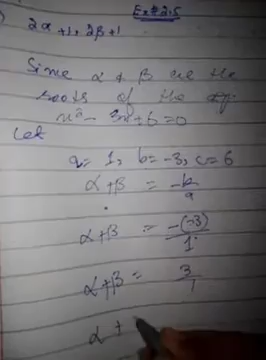 Ex # 2.5
) 2α+1, 2β+1
Since α & β are the
roots of the eq:
x² - 3x + 6 = 0
Let
a = 1, b = -3, c = 6
α+β = -b/a
α+β = -(-3)/1
α+β = 3/1
α +